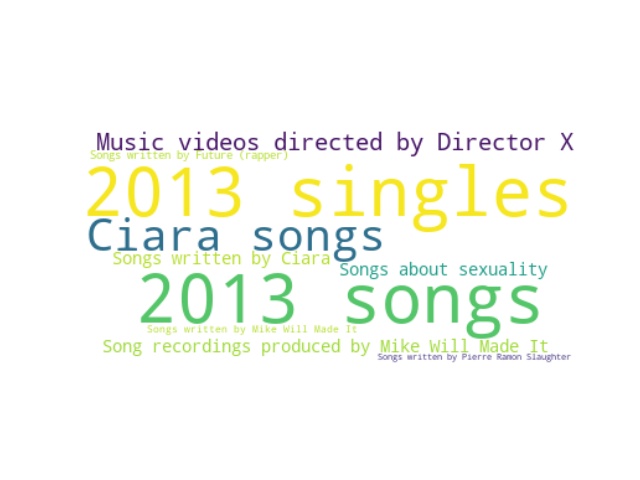 Music videos directed by Director X
Songs written by Future (rapper)
2013 singles
Ciara songs
Songs written by Ciara
Songs about sexuality
2013 songs
Songs written by Mike Will Made It
Song recordings produced by Mike Will Made It
Songs written by Pierre Ramon Slaughter